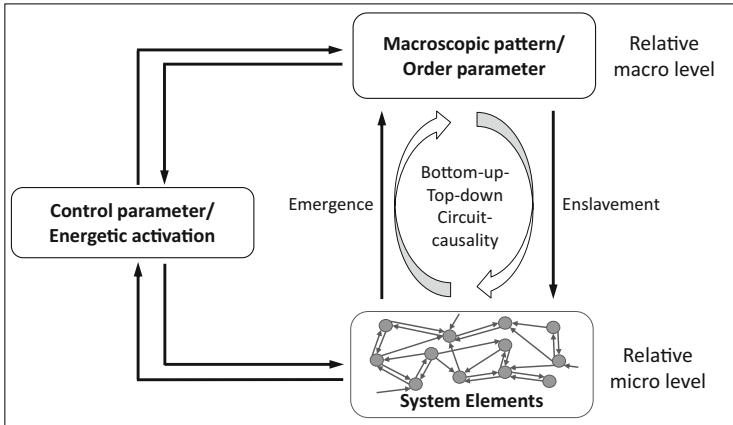 Macroscopic pattern/
Order parameter
Relative
macro level
Control parameter/
Energetic activation
Emergence
Bottom-up-
Top-down
Circuit-
causality
Enslavement
System Elements
Relative
micro level